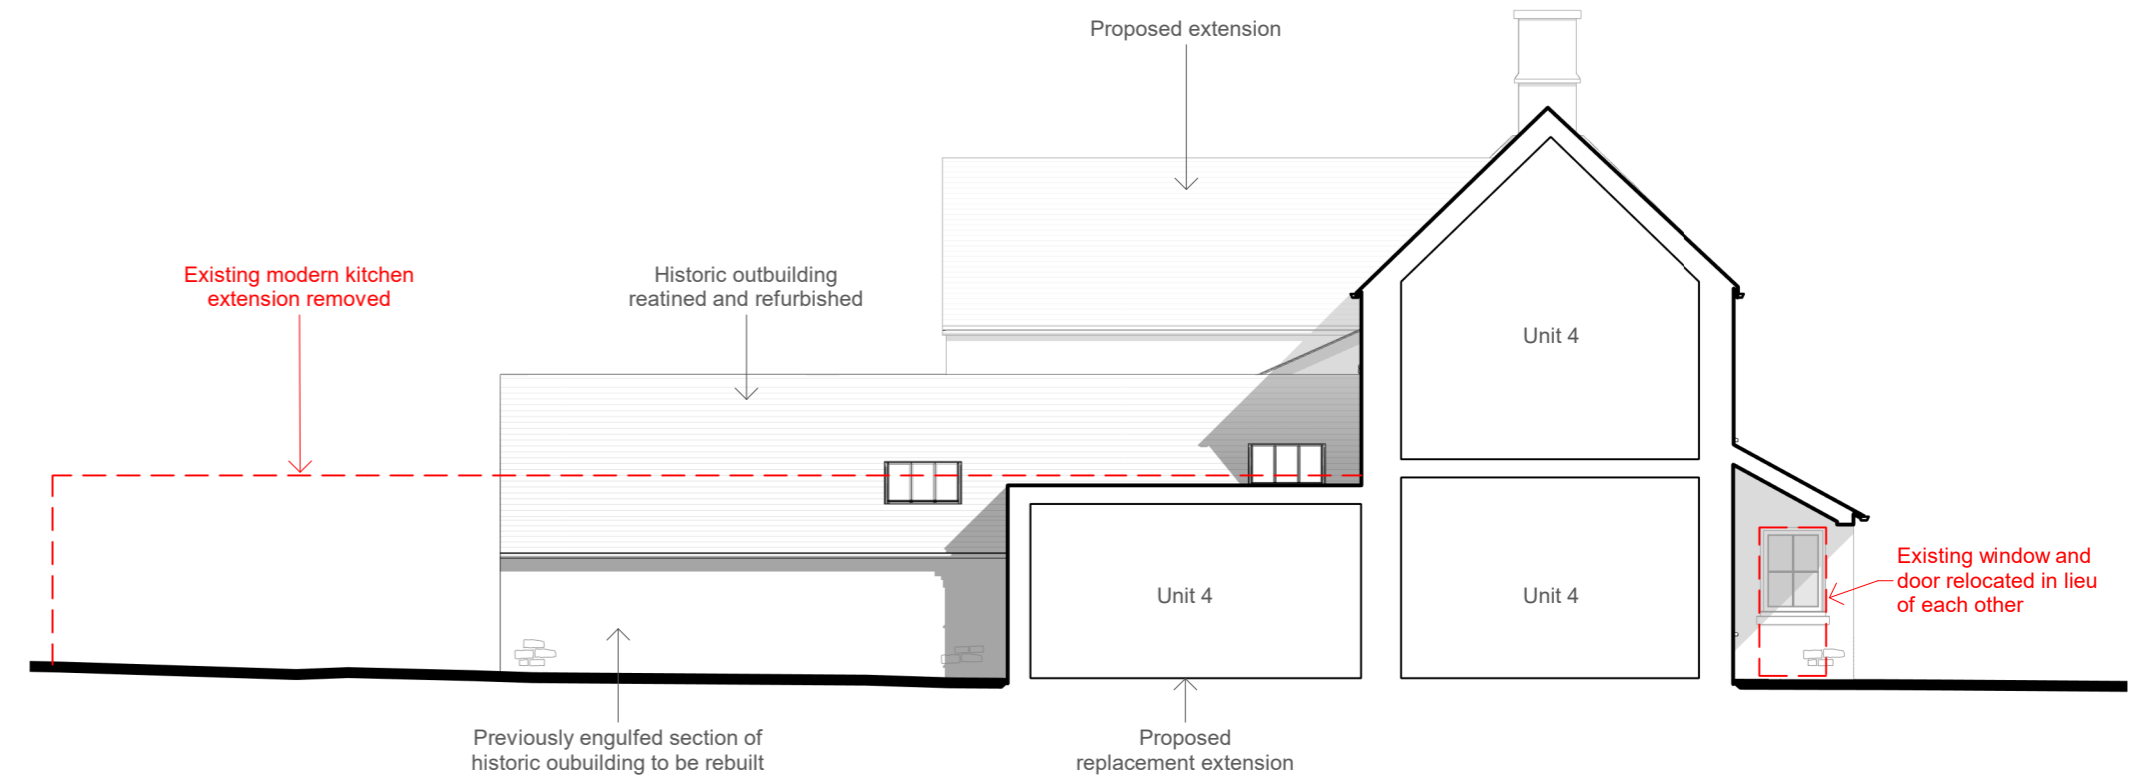 Proposed extension
Existing modern kitchen
extension removed
Historic outbuilding
reatined and refurbished
Unit 4
Unit 4
Unit 4
Existing window and
door relocated in lieu
of each other
Previously engulfed section of
historic oubuilding to be rebuilt
Proposed
replacement extension